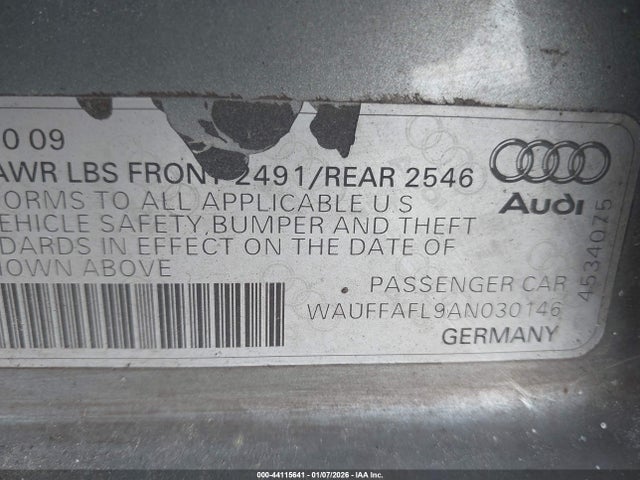 0 09
AWR LBS FRONT 2491/REAR 2546
ORMS TO ALL APPLICABLE U S
EHICLE SAFETY, BUMPER AND THEFT
DARDS IN EFFECT ON THE DATE OF
HOWN ABOVE
Audi
4534075
PASSENGER CAR
WAUFFAFL9AN030146
GERMANY
000-44115641 - 01/07/2026 - IAA Inc.